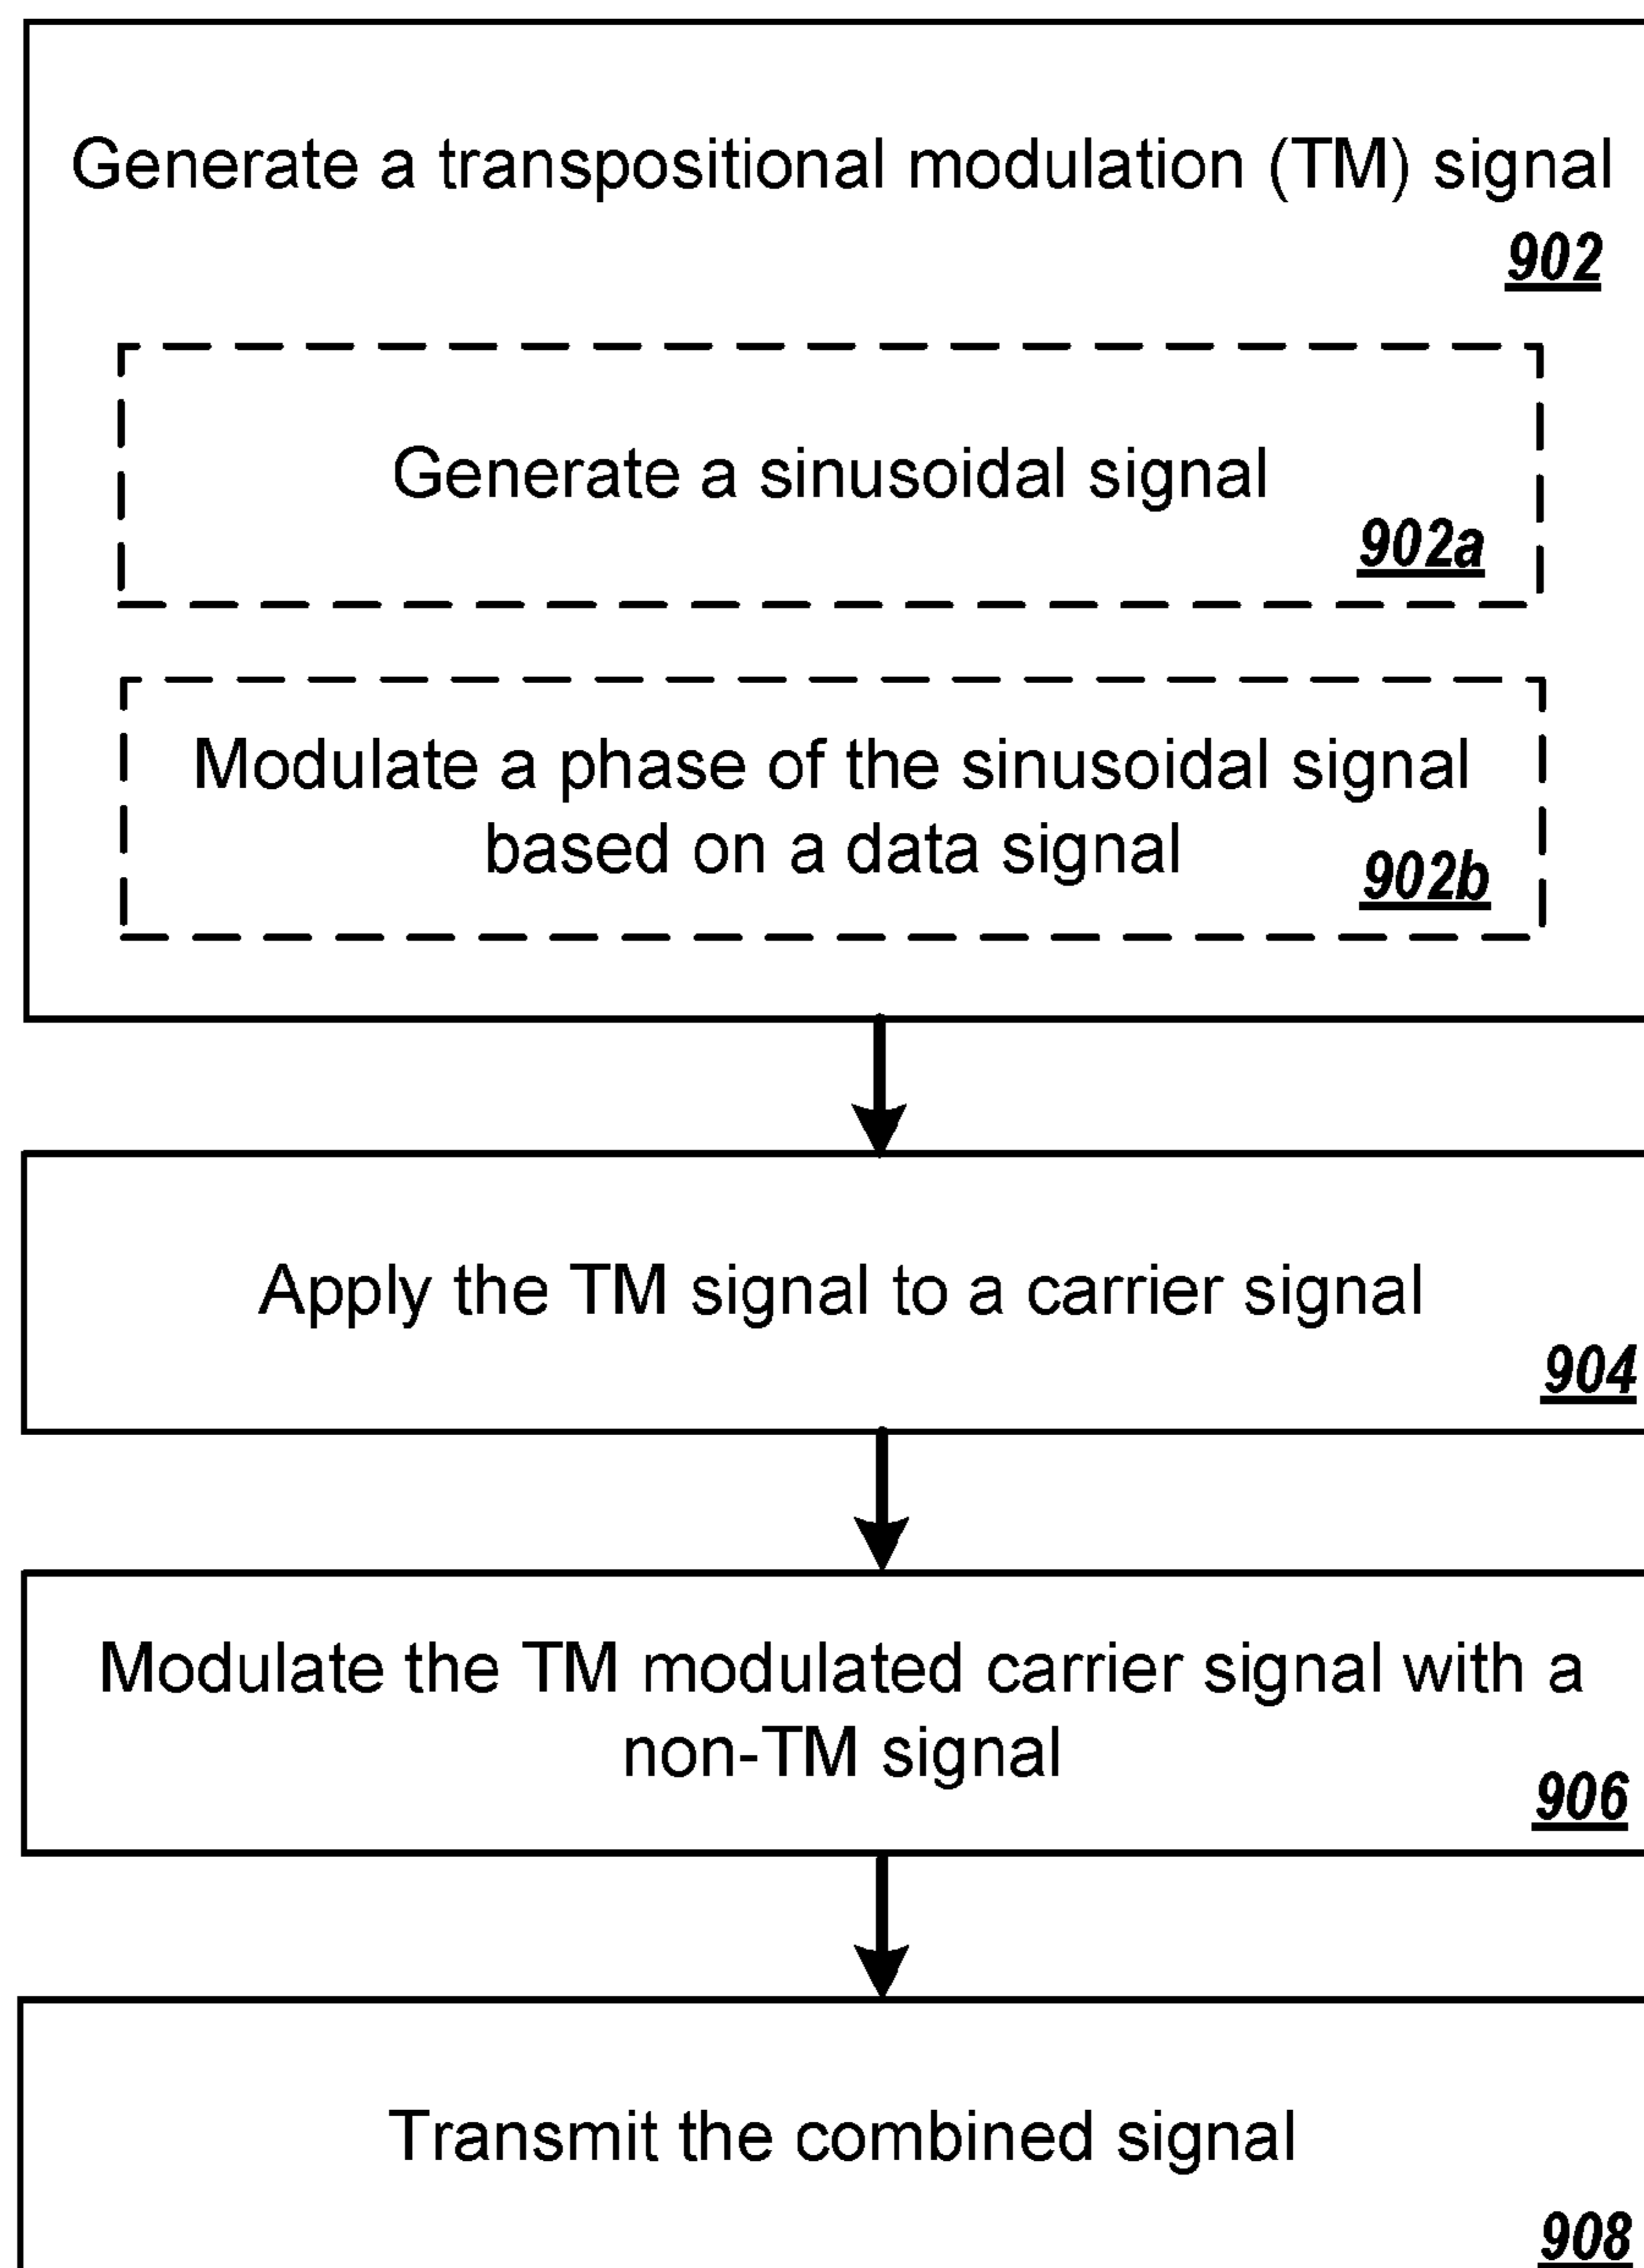 Generate a transpositional modulation (TM) signal
902
Generate a sinusoidal signal
902a
Modulate a phase of the sinusoidal signal
based on a data signal
902b
Apply the TM signal to a carrier signal
904
Modulate the TM modulated carrier signal with a
non-TM signal
906
Transmit the combined signal
908